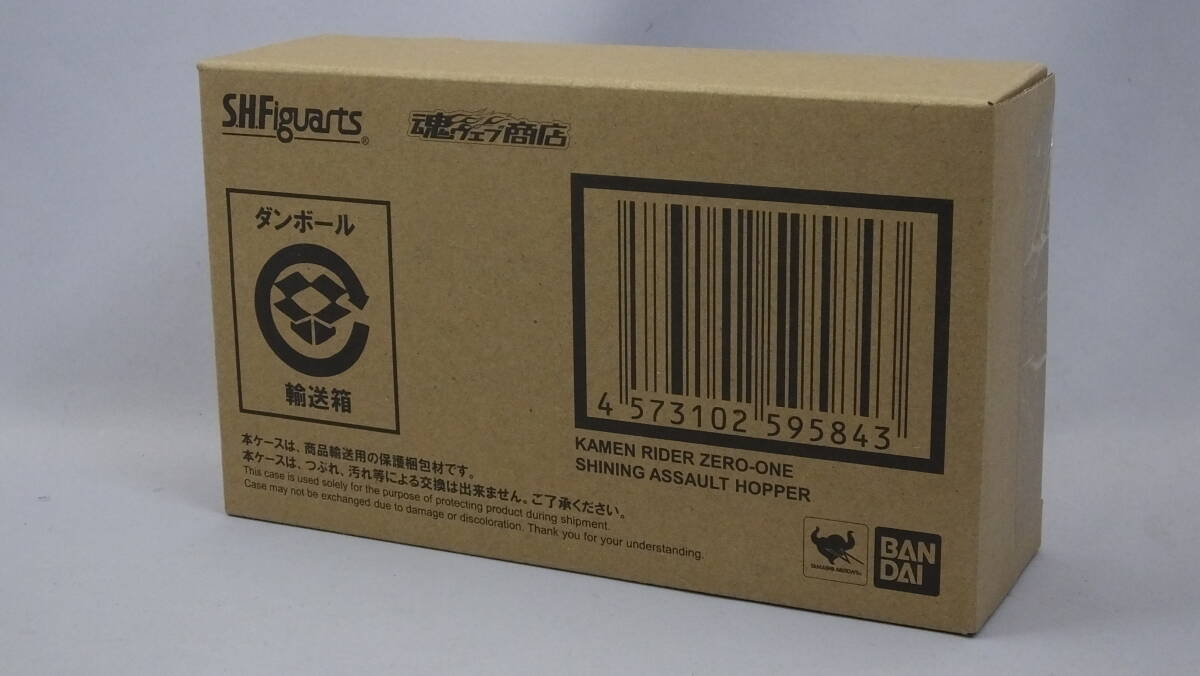 S.H.Figuarts®
魂ウェブ商店
ダンボール
輸送箱
本ケースは、商品輸送用の保護梱包材です。
本ケースは、つぶれ、汚れ等による交換は出来ません。ご了承ください。
This case is used solely for the purpose of protecting product during shipment.
Case may not be exchanged due to damage or discoloration. Thank you for your understanding.
4 573102 595843
KAMEN RIDER ZERO-ONE
SHINING ASSAULT HOPPER
TAMASHII NATIONS
BAN
DAI